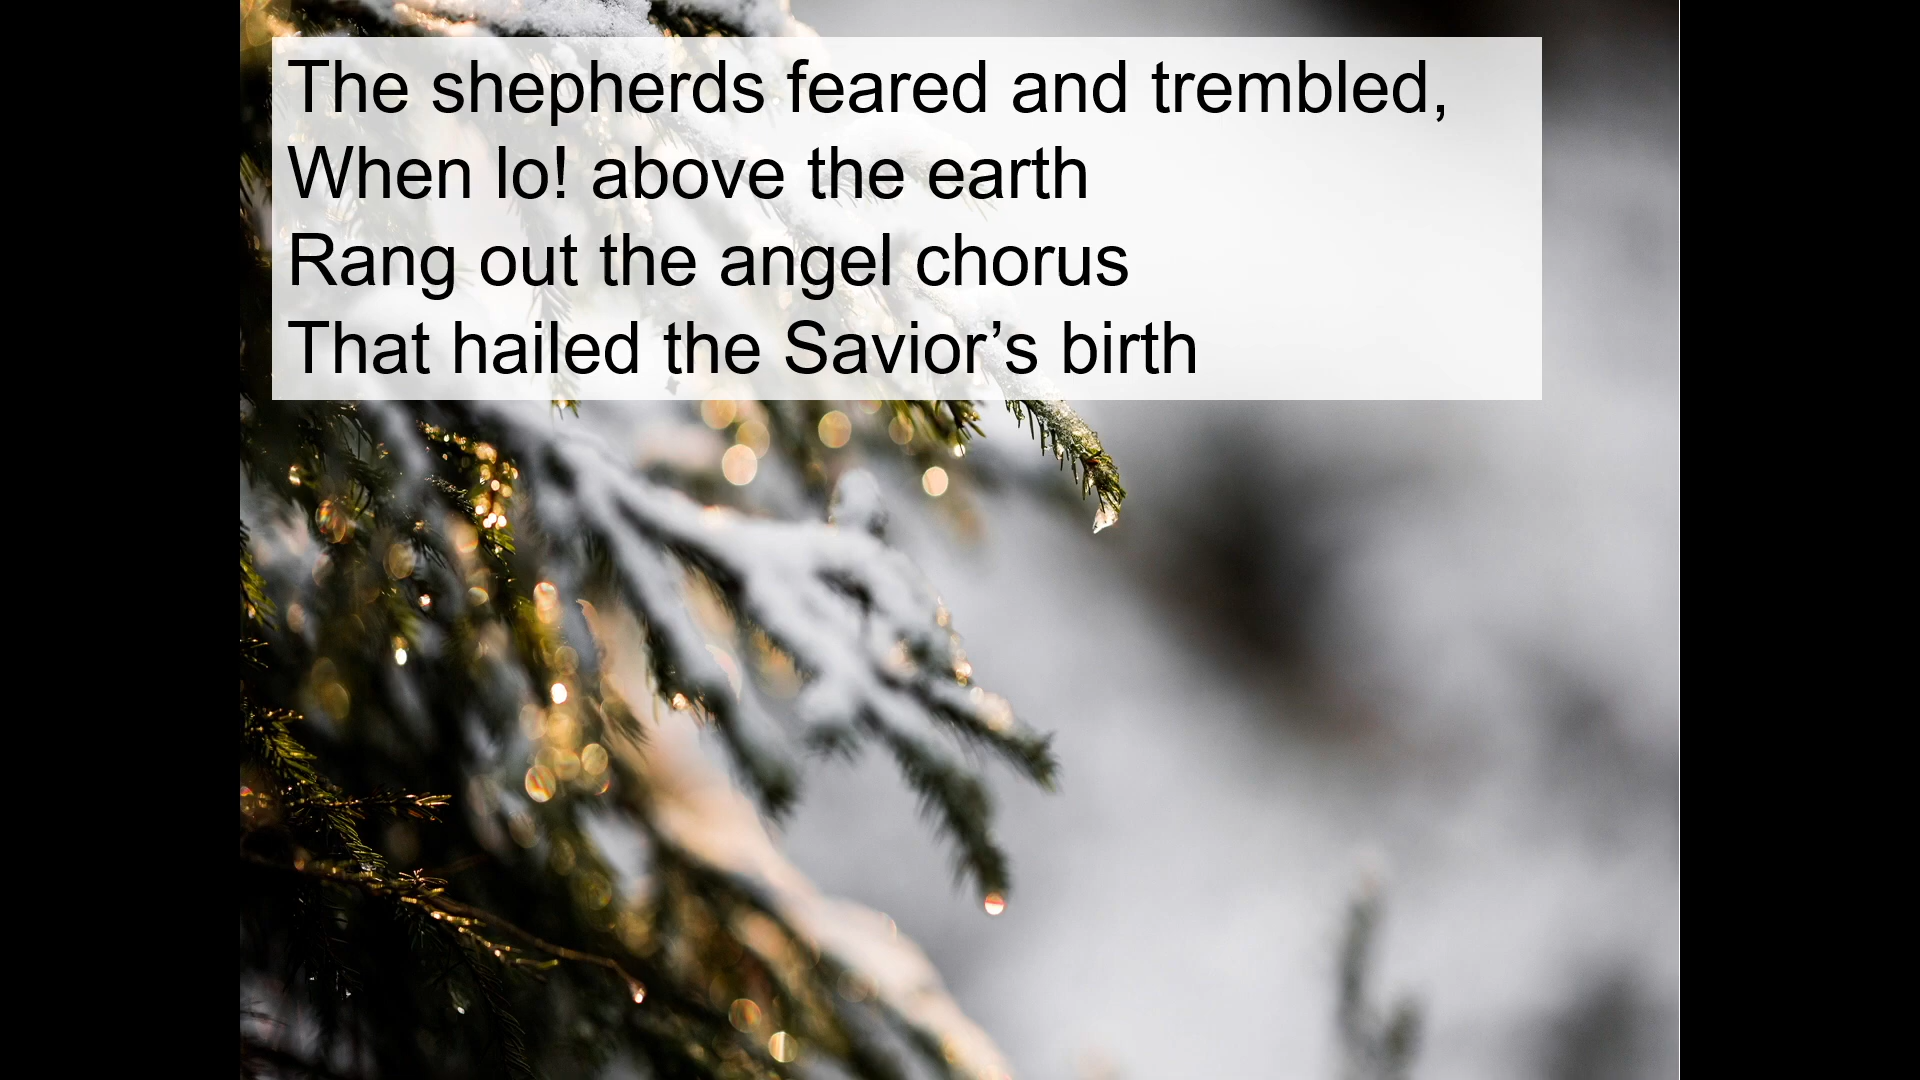 The shepherds feared and trembled,
When lo! above the earth
Rang out the angel chorus
That hailed the Savior’s birth